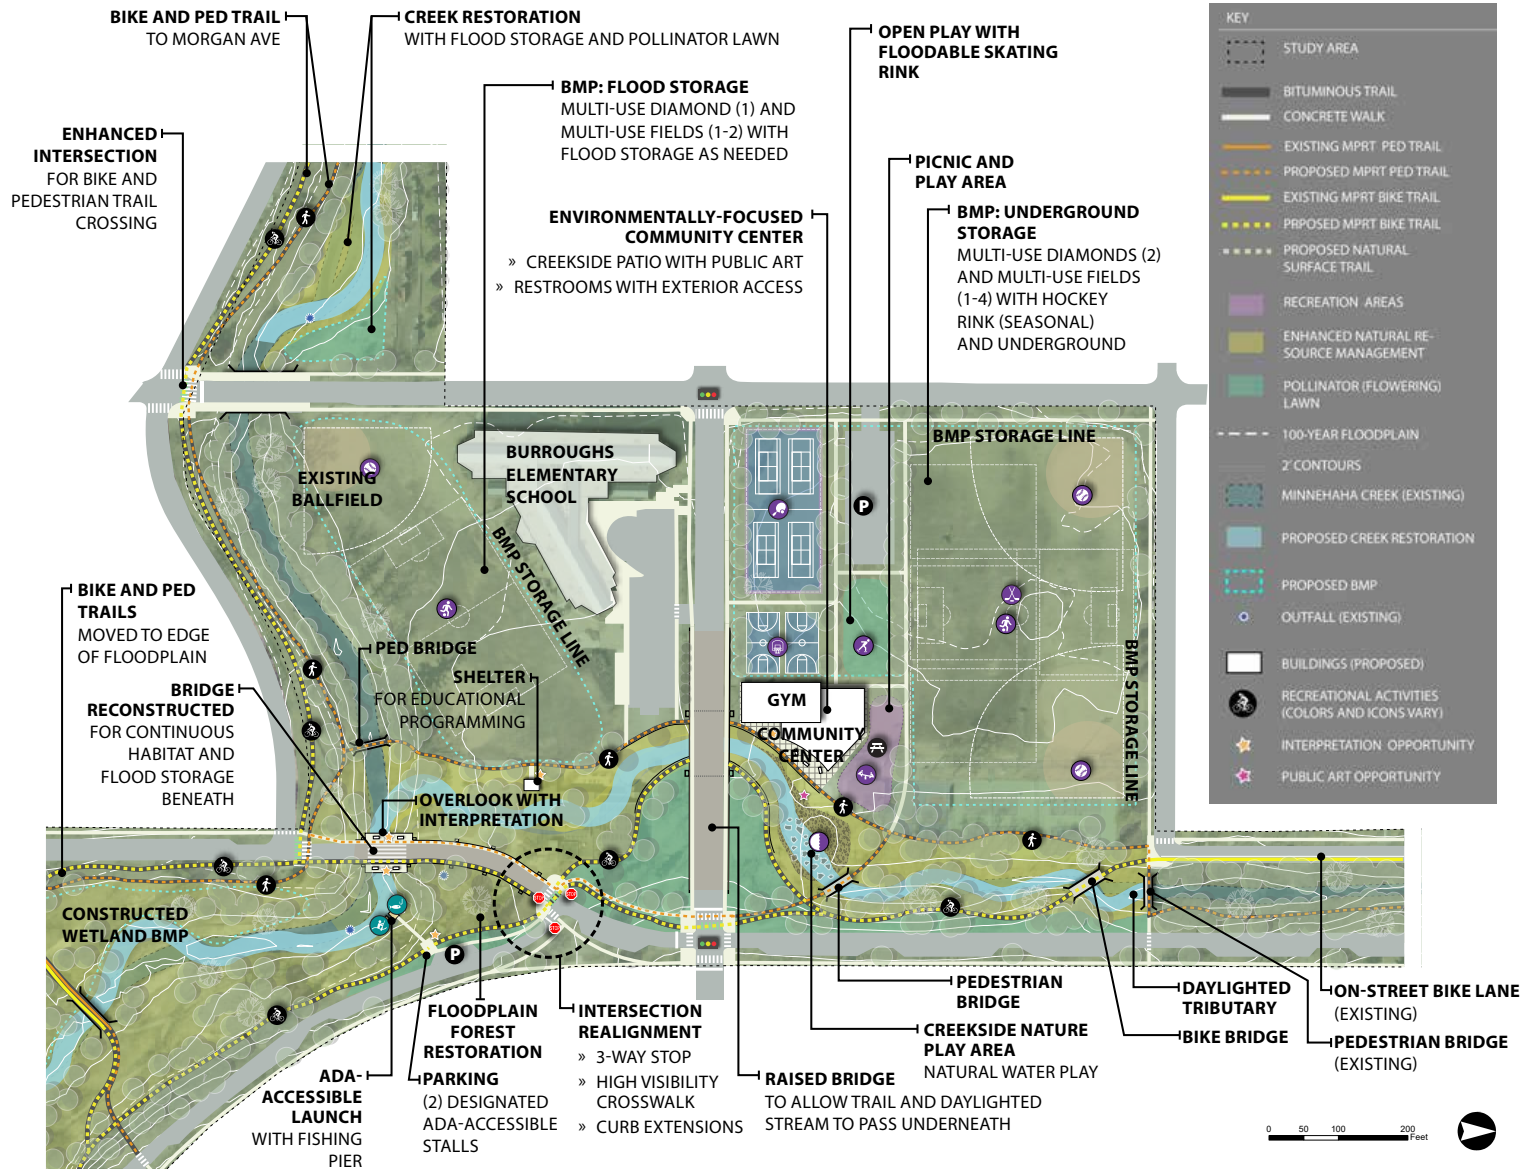 BIKE AND PED TRAIL
TO MORGAN AVE
CREEK RESTORATION
WITH FLOOD STORAGE AND POLLINATOR LAWN
OPEN PLAY WITH
FLOODABLE SKATING
RINK
BMP: FLOOD STORAGE
MULTI-USE DIAMOND (1) AND
MULTI-USE FIELDS (1-2) WITH
FLOOD STORAGE AS NEEDED
ENHANCED
INTERSECTION
FOR BIKE AND
PEDESTRIAN TRAIL
CROSSING
PICNIC AND
PLAY AREA
ENVIRONMENTALLY-FOCUSED
COMMUNITY CENTER
» CREEKSIDE PATIO WITH PUBLIC ART
» RESTROOMS WITH EXTERIOR ACCESS
BMP: UNDERGROUND
STORAGE
MULTI-USE DIAMONDS (2)
AND MULTI-USE FIELDS
(1-4) WITH HOCKEY
RINK (SEASONAL)
AND UNDERGROUND
KEY
STUDY AREA
BITUMINOUS TRAIL
CONCRETE WALK
EXISTING MPRT PED TRAIL
PROPOSED MPRT PED TRAIL
EXISTING MPRT BIKE TRAIL
PRPOSED MPRT BIKE TRAIL
PROPOSED NATURAL
SURFACE TRAIL
RECREATION AREAS
ENHANCED NATURAL RE-
SOURCE MANAGEMENT
POLLINATOR (FLOWERING)
LAWN
100-YEAR FLOODPLAIN
2' CONTOURS
MINNEHAHA CREEK (EXISTING)
PROPOSED CREEK RESTORATION
PROPOSED BMP
OUTFALL (EXISTING)
BUILDINGS (PROPOSED)
RECREATIONAL ACTIVITIES
(COLORS AND ICONS VARY)
INTERPRETATION OPPORTUNITY
PUBLIC ART OPPORTUNITY
BURROUGHS
ELEMENTARY
SCHOOL
EXISTING
BALLFIELD
BMP STORAGE LINE
BMP STORAGE LINE
BMP STORAGE LINE
P
BIKE AND PED
TRAILS
MOVED TO EDGE
OF FLOODPLAIN
PED BRIDGE
SHELTER
FOR EDUCATIONAL
PROGRAMMING
BRIDGE
RECONSTRUCTED
FOR CONTINUOUS
HABITAT AND
FLOOD STORAGE
BENEATH
GYM
COMMUNITY
CENTER
OVERLOOK WITH
INTERPRETATION
CONSTRUCTED
WETLAND BMP
STOP
STOP
STOP
P
PEDESTRIAN
BRIDGE
DAYLIGHTED
TRIBUTARY
ON-STREET BIKE LANE
(EXISTING)
FLOODPLAIN
FOREST
RESTORATION
INTERSECTION
REALIGNMENT
» 3-WAY STOP
» HIGH VISIBILITY
CROSSWALK
» CURB EXTENSIONS
CREEKSIDE NATURE
PLAY AREA
NATURAL WATER PLAY
BIKE BRIDGE
PEDESTRIAN BRIDGE
(EXISTING)
ADA-
ACCESSIBLE
LAUNCH
WITH FISHING
PIER
PARKING
(2) DESIGNATED
ADA-ACCESSIBLE
STALLS
RAISED BRIDGE
TO ALLOW TRAIL AND DAYLIGHTED
STREAM TO PASS UNDERNEATH
0 50 100 200
Feet